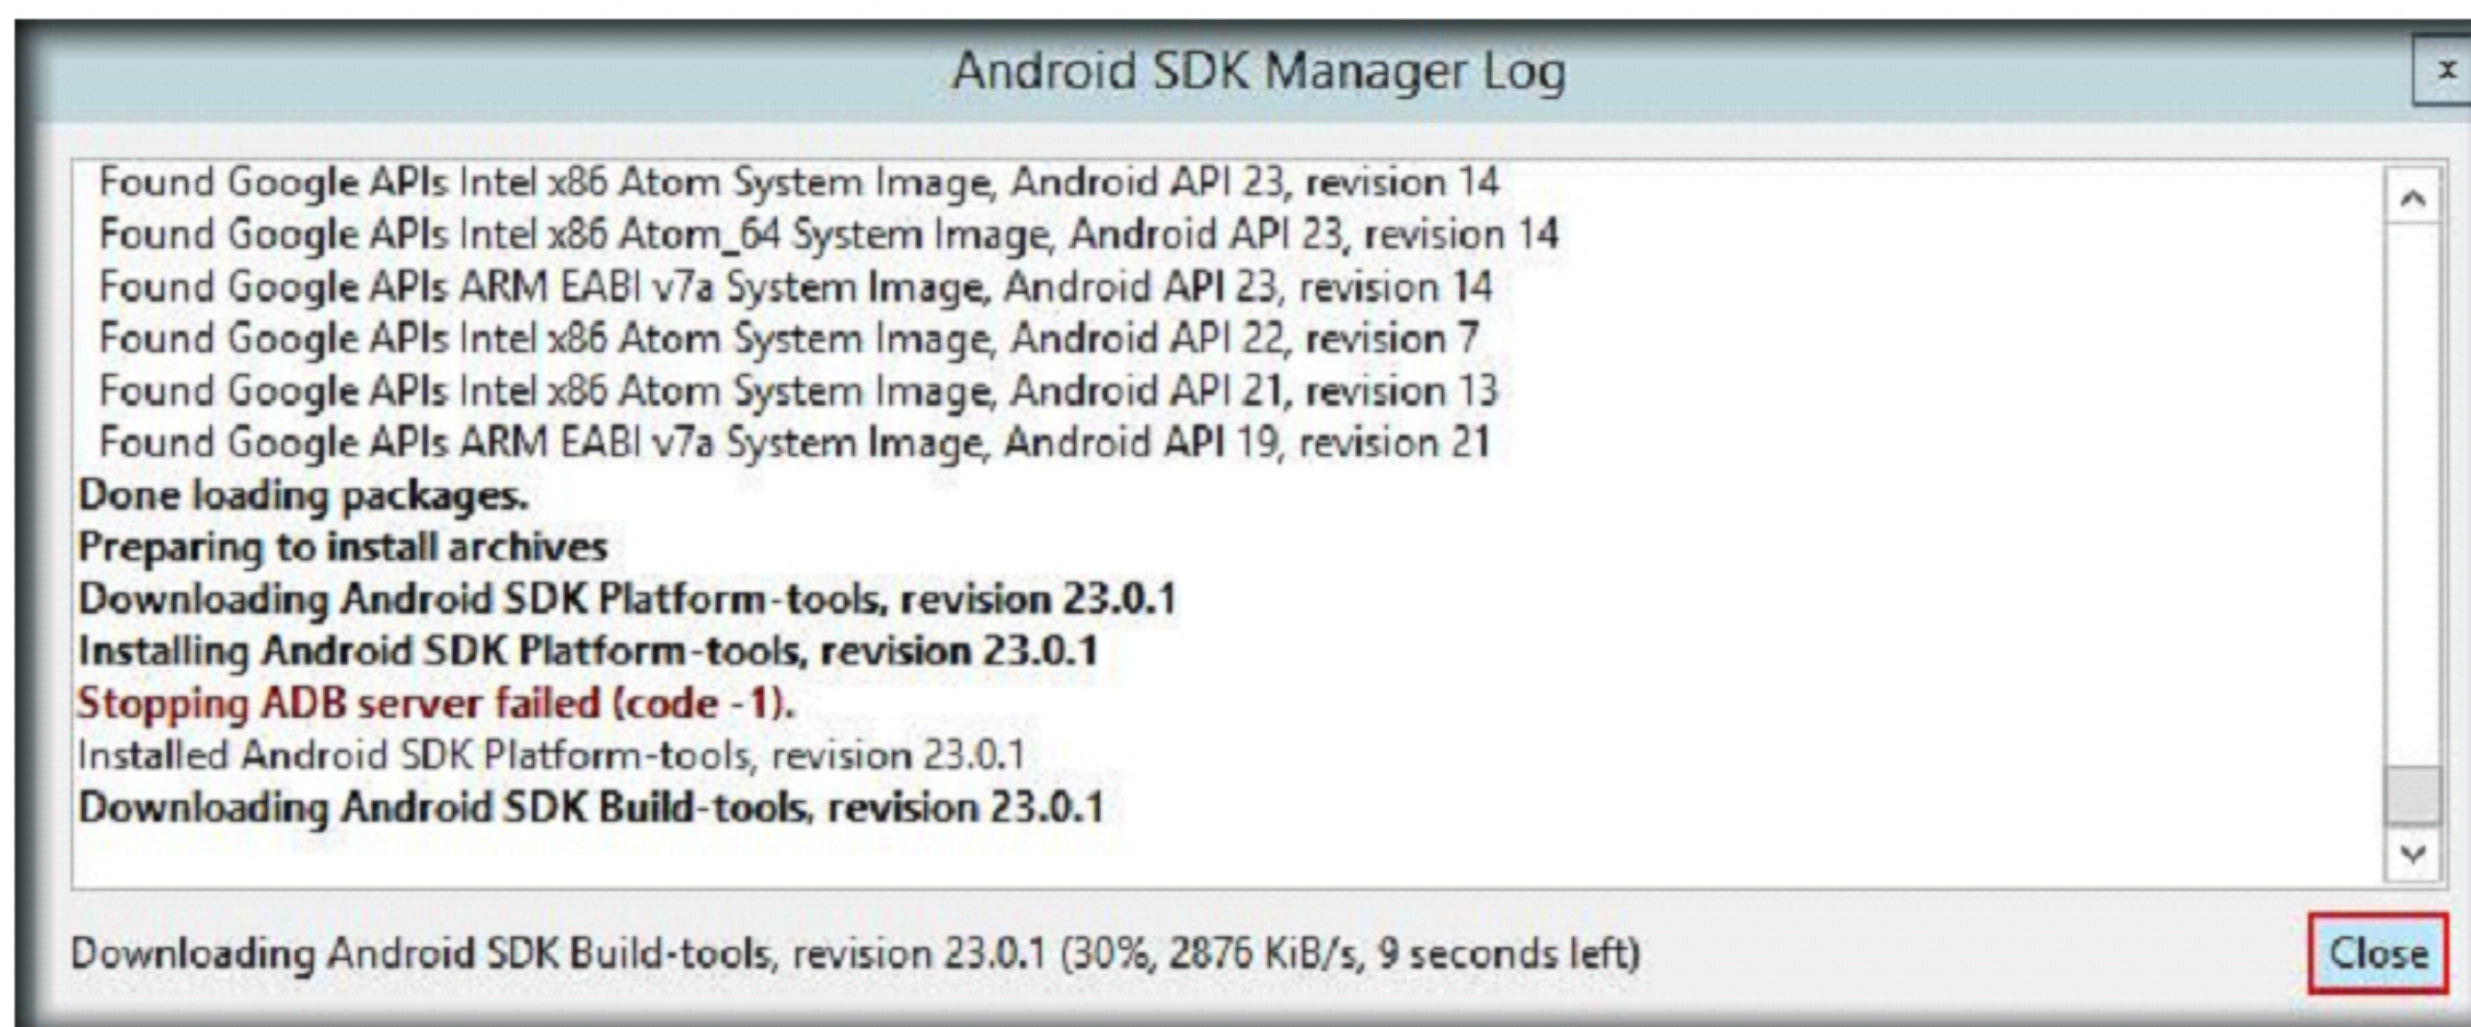 Android SDK Manager Log
x
Found Google APIs Intel x86 Atom System Image, Android API 23, revision 14
Found Google APIs Intel x86 Atom_64 System Image, Android API 23, revision 14
Found Google APIs ARM EABI v7a System Image, Android API 23, revision 14
Found Google APIs Intel x86 Atom System Image, Android API 22, revision 7
Found Google APIs Intel x86 Atom System Image, Android API 21, revision 13
Found Google APIs ARM EABI v7a System Image, Android API 19, revision 21
Done loading packages.
Preparing to install archives
Downloading Android SDK Platform-tools, revision 23.0.1
Installing Android SDK Platform-tools, revision 23.0.1
Stopping ADB server failed (code -1).
Installed Android SDK Platform-tools, revision 23.0.1
Downloading Android SDK Build-tools, revision 23.0.1
Downloading Android SDK Build-tools, revision 23.0.1 (30%, 2876 KiB/s, 9 seconds left)
Close